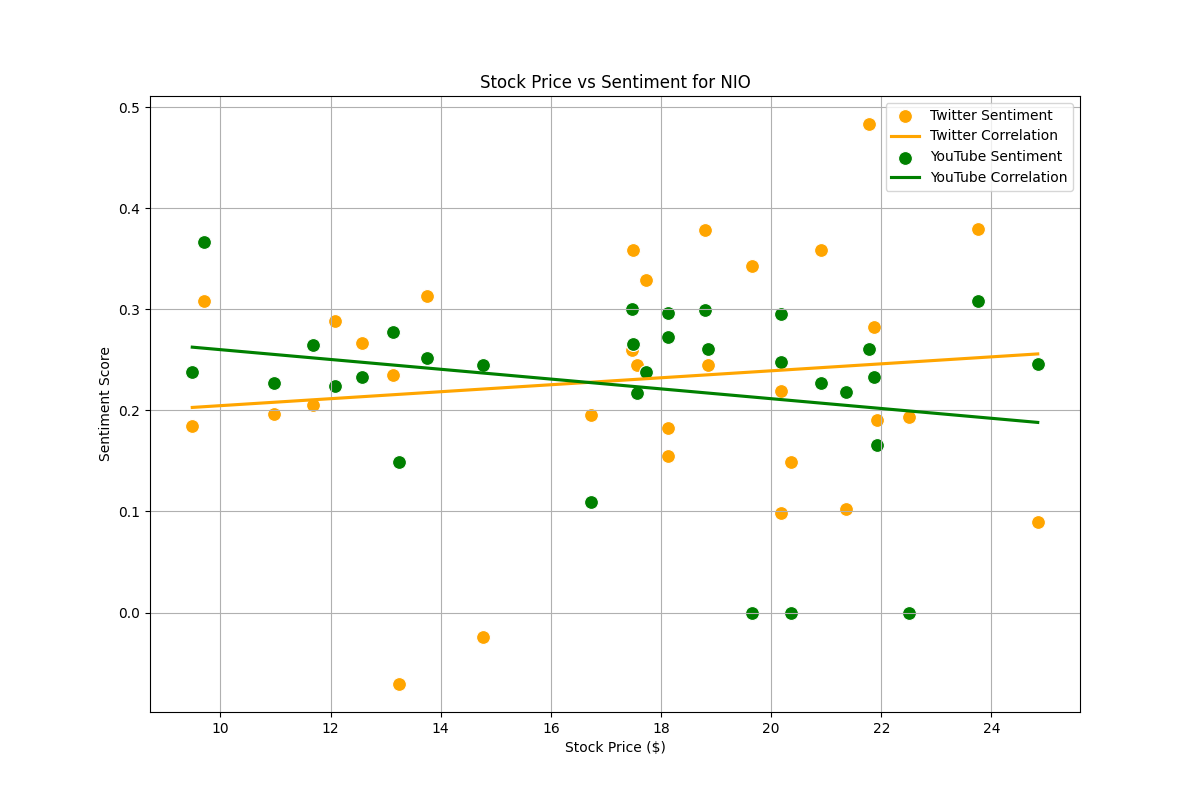 Stock Price vs Sentiment for NIO
Twitter Sentiment
Twitter Correlation
YouTube Sentiment
YouTube Correlation
Sentiment Score
0.5
0.4
0.3
0.2
0.1
0.0
10 12 14 16 18 20 22 24
Stock Price ($)